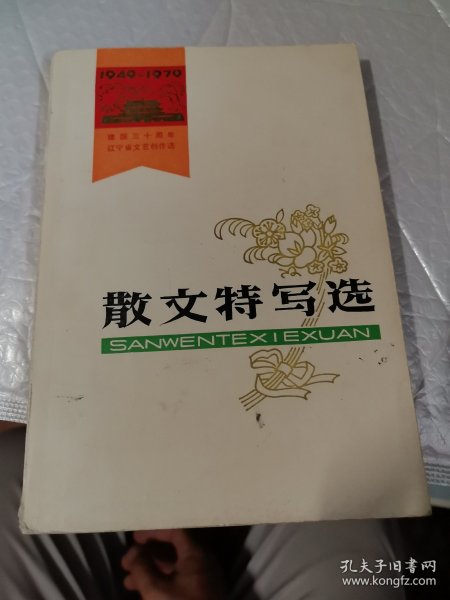 1949-1979
建国三十周年
辽宁省文艺创作选
散文特写选
SANWENTEXIEXUAN
孔夫子旧书网
www.kongfz.com